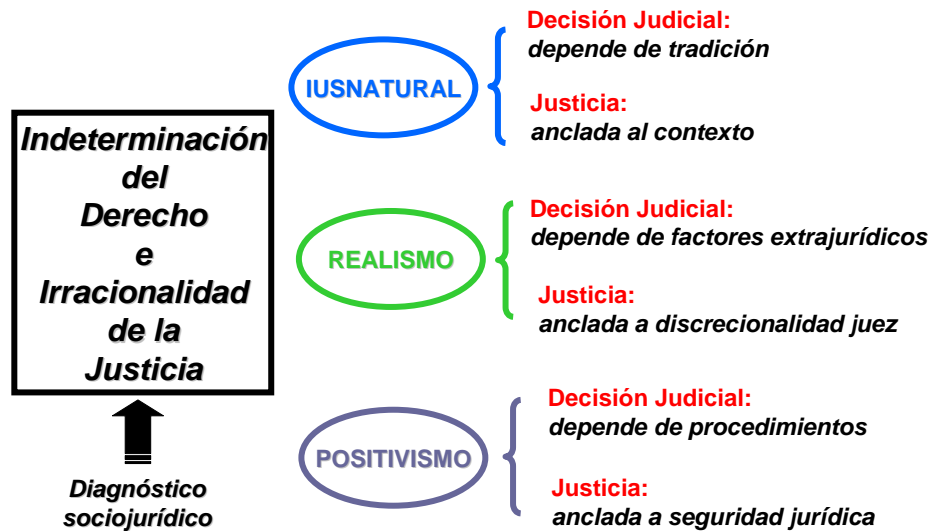 Indeterminación
del
Derecho
e
Irracionalidad
de la
Justicia
Diagnóstico
sociojurídico
IUSNATURAL
Decisión Judicial:
depende de tradición
Justicia:
anclada al contexto
REALISMO
Decisión Judicial:
depende de factores extrajurídicos
Justicia:
anclada a discrecionalidad juez
POSITIVISMO
Decisión Judicial:
depende de procedimientos
Justicia:
anclada a seguridad jurídica